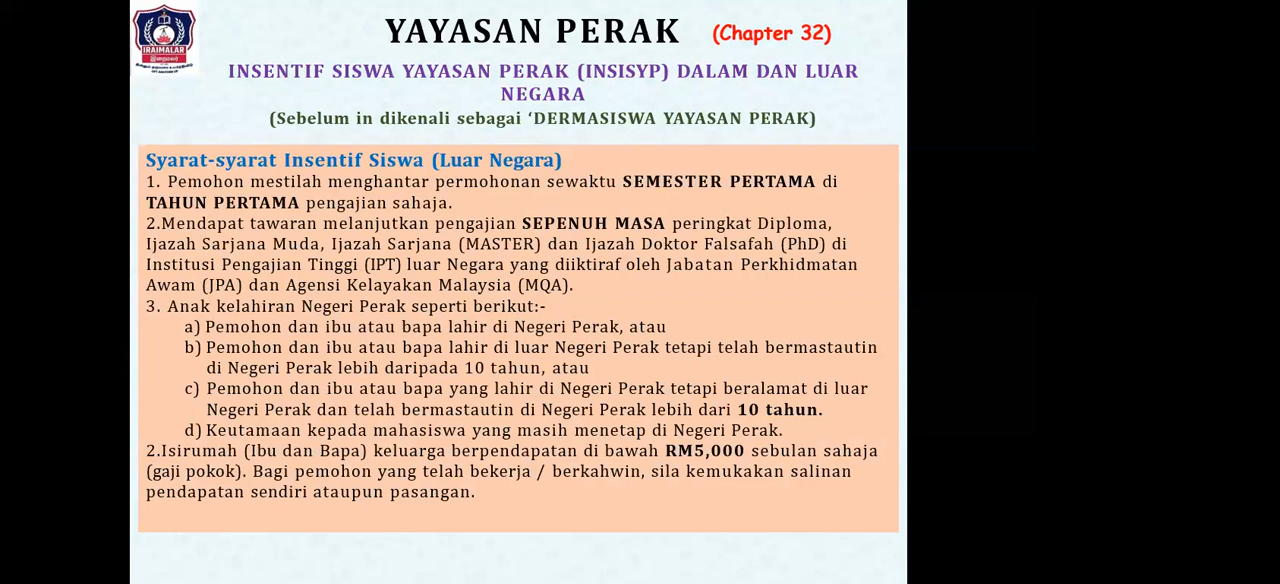 YAYASAN PERAK (Chapter 32)
IRAIMALAR
INSENTIF SISWA YAYASAN PERAK (INSISYP) DALAM DAN LUAR
NEGARA
(Sebelum in dikenali sebagai ‘DERMASISWA YAYASAN PERAK)
Syarat-syarat Insentif Siswa (Luar Negara)
1. Pemohon mestilah menghantar permohonan sewaktu SEMESTER PERTAMA di
TAHUN PERTAMA pengajian sahaja.
2.Mendapat tawaran melanjutkan pengajian SEPENUH MASA peringkat Diploma,
Ijazah Sarjana Muda, Ijazah Sarjana (MASTER) dan Ijazah Doktor Falsafah (PhD) di
Institusi Pengajian Tinggi (IPT) luar Negara yang diiktiraf oleh Jabatan Perkhidmatan
Awam (JPA) dan Agensi Kelayakan Malaysia (MQA).
3. Anak kelahiran Negeri Perak seperti berikut:-
a) Pemohon dan ibu atau bapa lahir di Negeri Perak, atau
b) Pemohon dan ibu atau bapa lahir di luar Negeri Perak tetapi telah bermastautin
di Negeri Perak lebih daripada 10 tahun, atau
c) Pemohon dan ibu atau bapa yang lahir di Negeri Perak tetapi beralamat di luar
Negeri Perak dan telah bermastautin di Negeri Perak lebih dari 10 tahun.
d) Keutamaan kepada mahasiswa yang masih menetap di Negeri Perak.
2.Isirumah (Ibu dan Bapa) keluarga berpendapatan di bawah RM5,000 sebulan sahaja
(gaji pokok). Bagi pemohon yang telah bekerja / berkahwin, sila kemukakan salinan
pendapatan sendiri ataupun pasangan.